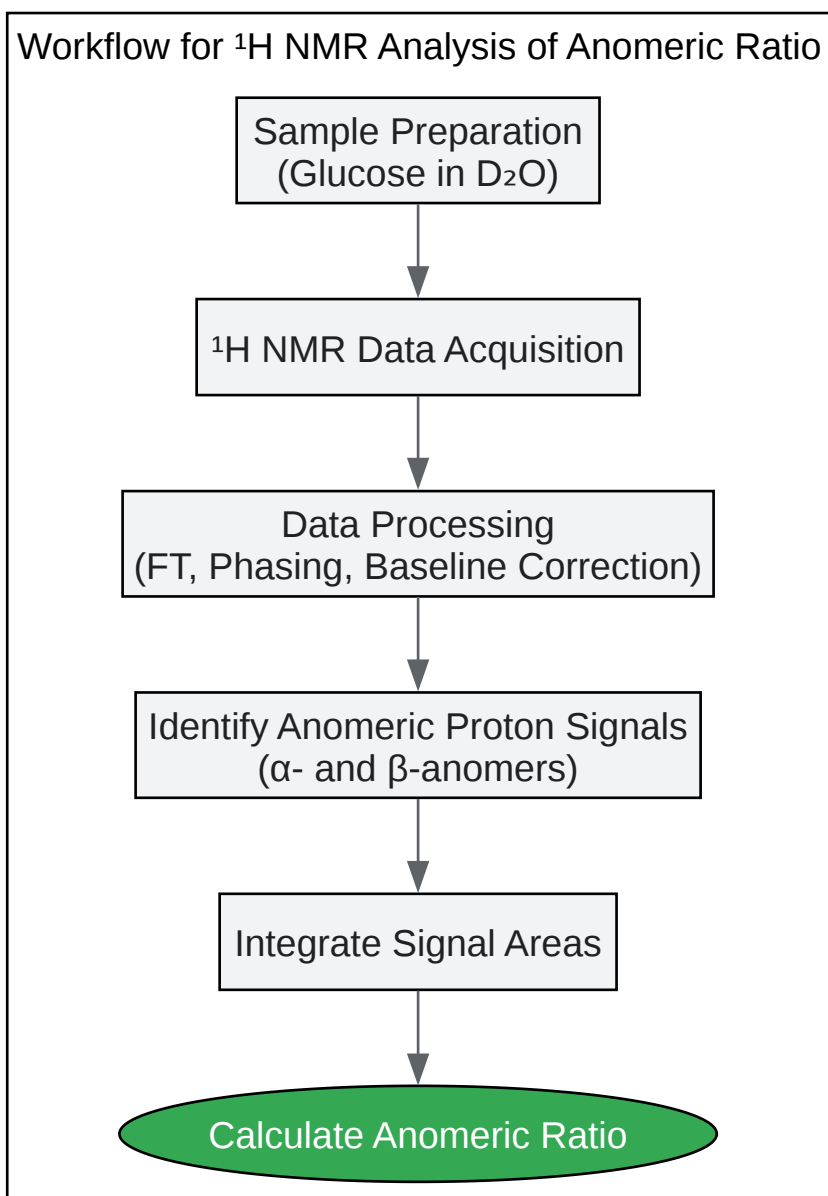 Workflow for ¹H NMR Analysis of Anomeric Ratio
Sample Preparation
(Glucose in D₂O)
¹H NMR Data Acquisition
Data Processing
(FT, Phasing, Baseline Correction)
Identify Anomeric Proton Signals
(α- and β-anomers)
Integrate Signal Areas
Calculate Anomeric Ratio